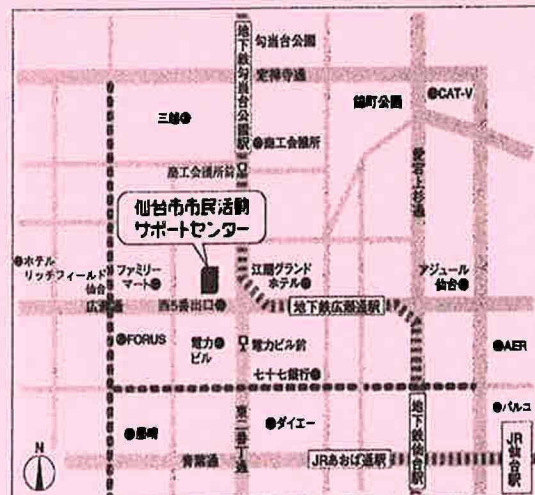 勾当台公園
地下鉄勾当台公園駅
定禅寺通
錦町公園
CAT-V
三越
商工会議所
愛宕上杉通
商工会議所前
仙台市市民活動
サポートセンター
ホテル
リッチフィールド
仙台
ファミリー
マート
江陽グランド
ホテル
アジュール
仙台
広瀬通
西5番出口
地下鉄広瀬通駅
FORUS
電力
ビル
電力ビル前
AER
七十七銀行
パルコ
藤崎
東二番丁通
ダイエー
地下鉄仙台駅
JR仙台駅
N
青葉通
JRあおば通駅